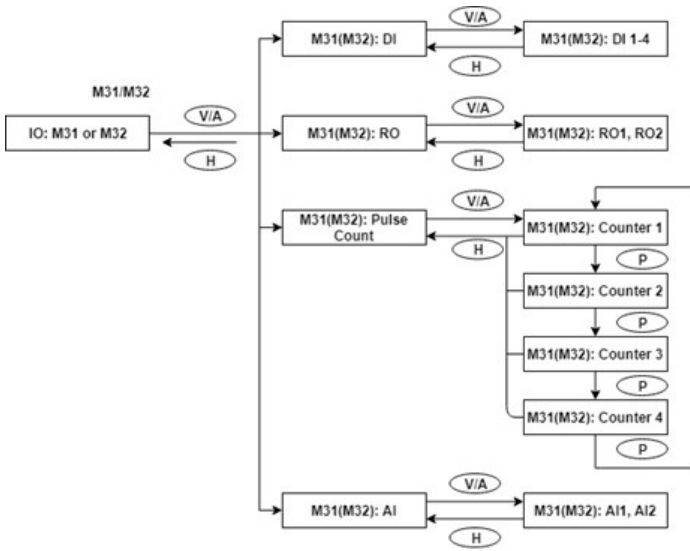 M31/M32
IO: M31 or M32
V/A
H
M31(M32): DI
V/A
H
M31(M32): DI 1-4
M31(M32): RO
V/A
H
M31(M32): RO1, RO2
M31(M32): Pulse
Count
V/A
H
M31(M32): Counter 1
P
M31(M32): Counter 2
P
M31(M32): Counter 3
P
M31(M32): Counter 4
P
M31(M32): AI
V/A
H
M31(M32): AI1, AI2